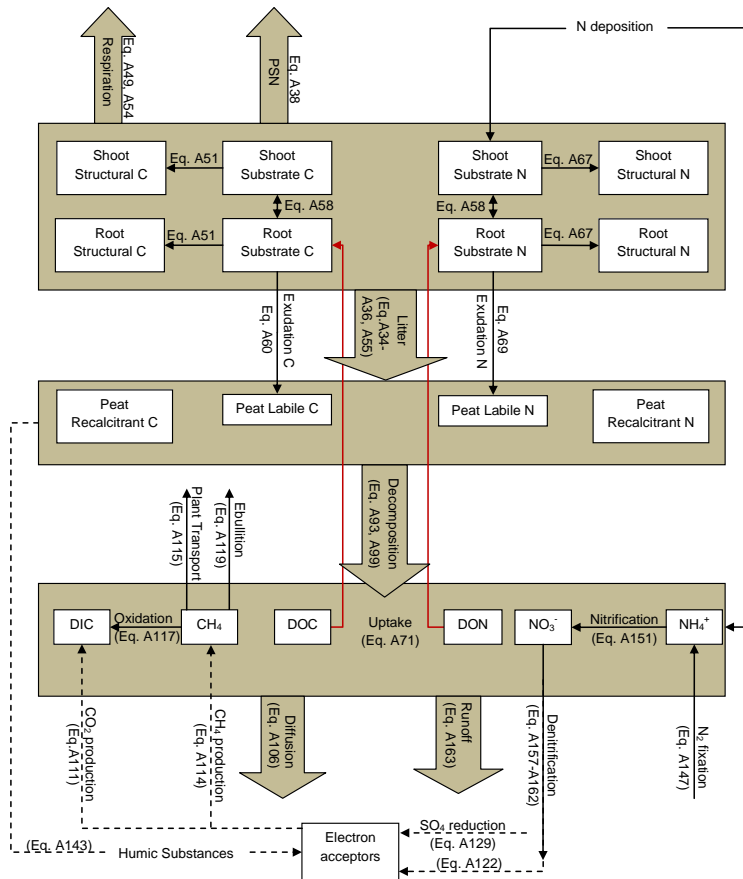 N deposition
Respiration
Eq. A49, A54
PSN
Eq. A38
Shoot
Structural C
Eq. A51
Shoot
Substrate C
Shoot
Substrate N
Eq. A67
Shoot
Structural N
Eq. A58
Eq. A58
Root
Structural C
Eq. A51
Root
Substrate C
Root
Substrate N
Eq. A67
Root
Structural N
Exudation C
Eq. A60
Litter
(Eq.A34-
A36, A55)
Eq. A69
Exudation N
Peat
Recalcitrant C
Peat Labile C
Peat Labile N
Peat
Recalcitrant N
Decomposition
(Eq. A93, A99)
Plant Transport
(Eq. A115)
Ebullition
(Eq. A119)
DIC
Oxidation
(Eq. A117)
CH4
DOC
Uptake
(Eq. A71)
DON
NO3-
Nitrification
(Eq. A151)
NH4+
CO2 production
(Eq.A111)
CH4 production
(Eq. A114)
Diffusion
(Eq. A106)
Runoff
(Eq. A163)
Denitrification
(Eq. A157-A162)
N2 fixation
(Eq. A147)
(Eq. A143)
Humic Substances
Electron
acceptors
SO4 reduction
(Eq. A129)
(Eq. A122)